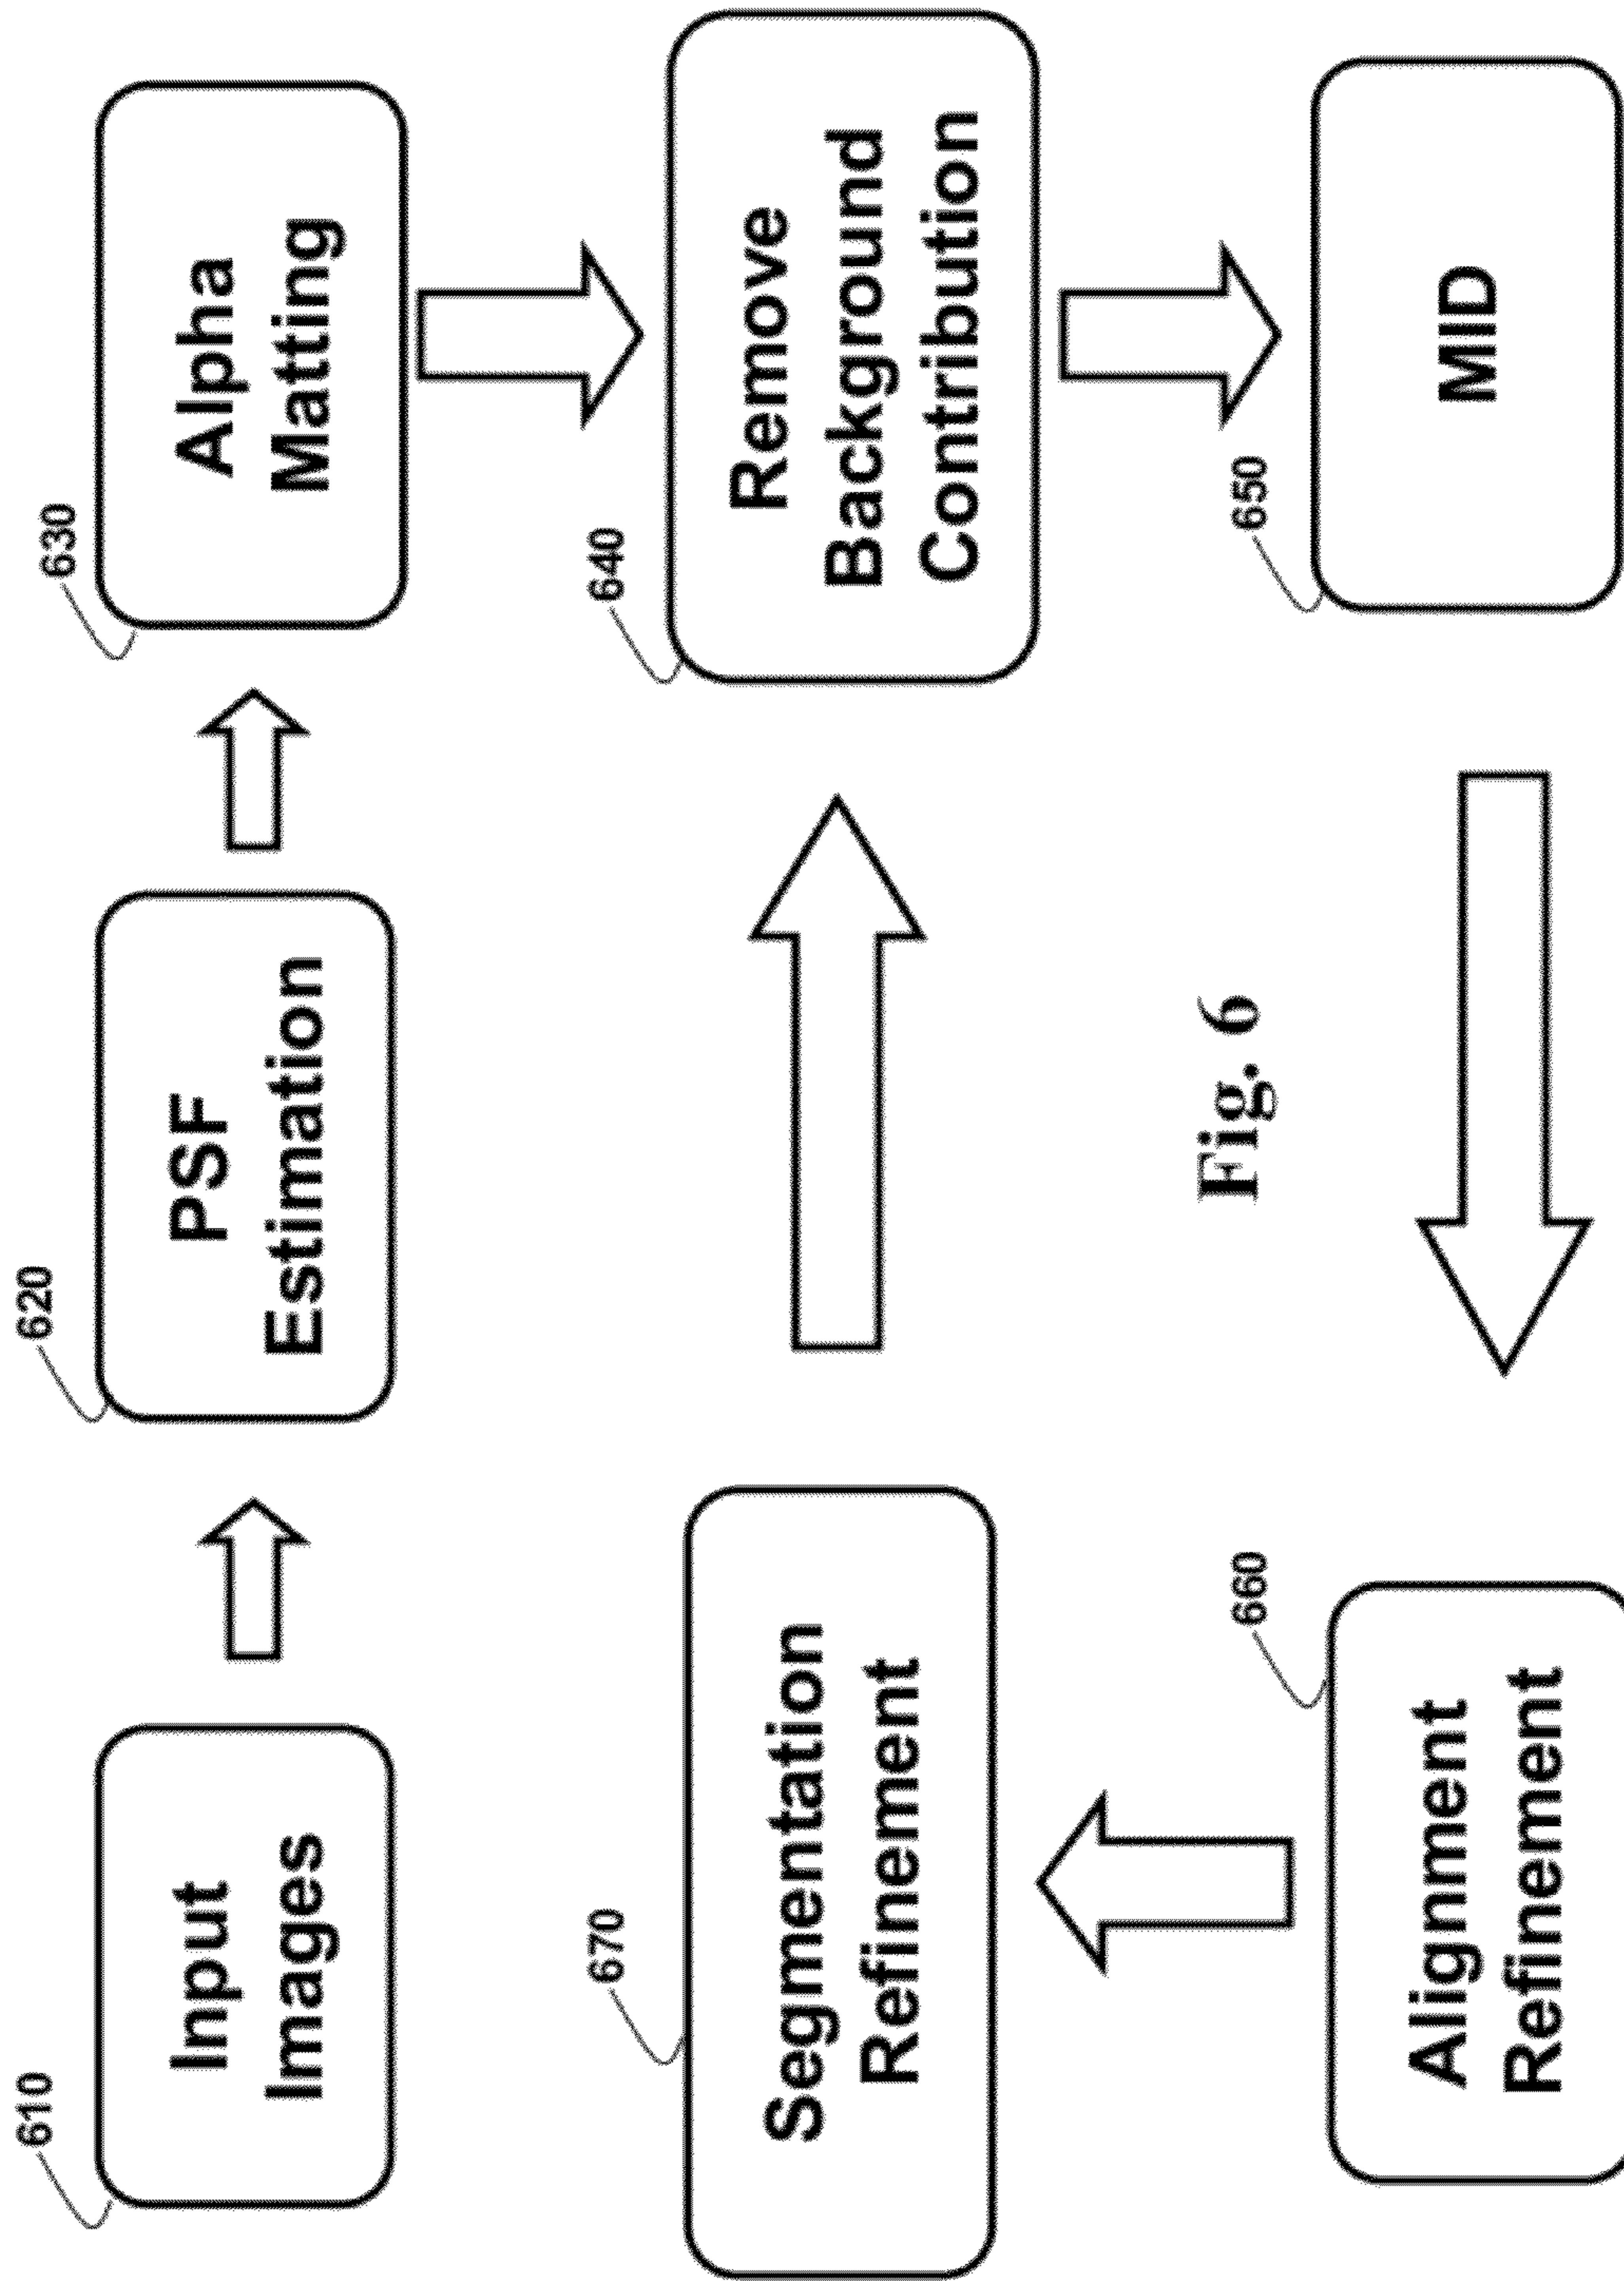 610
Input
Images
620
PSF
Estimation
630
Alpha
Matting
640
Remove
Background
Contribution
650
MID
660
Alignment
Refinement
670
Segmentation
Refinement
Fig. 6